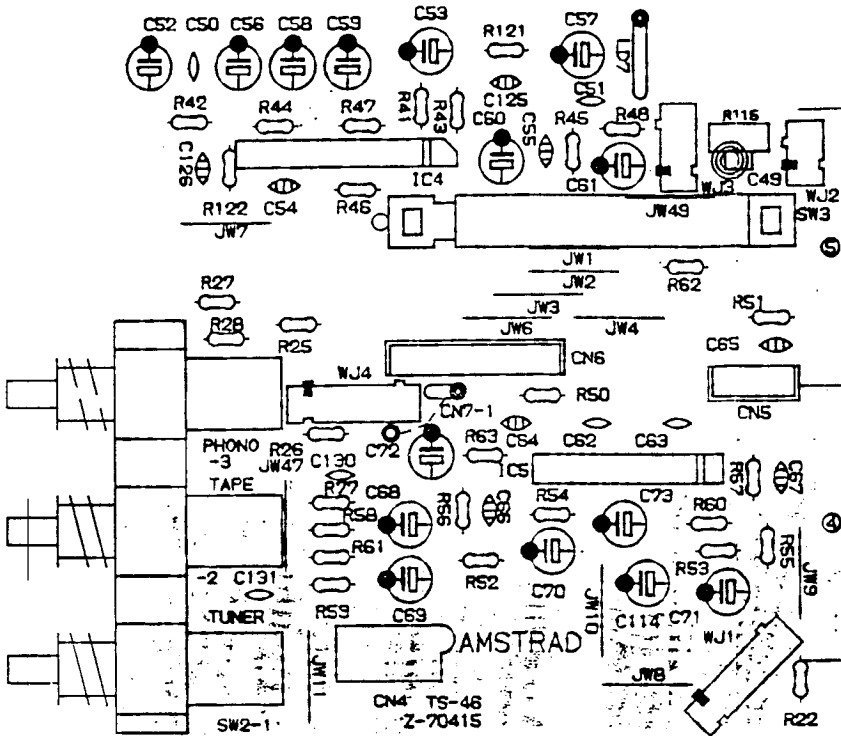 C52 C50 C56 C58 C59 C53 C57
R121
LD7
C51
C125
R42 R44 R47 R41 R43 C60 C55 R45 R48 R116
C126
IC4
C61
WJ3 C49 WJ2
R122 C54 R46
JW49 SW3
JW7
5
JW1
R62
JW2
R27
JW3
R51
R28 R25
JW6 JW4
C65
WJ4
CN6
CN7-1
R50
CN5
PHONO
-3
R26
JW47
C72
R63 C64 C62 C63
C130
IC5
R57 C67
TAPE
R77 C68
R58
R56 C66
R54
C73
R60
4
R61
R55
-2 C131
R52
R53
R59 C69 C70
JW10
C114 C71
JW9
TUNER
WJ1
AMSTRAD
JW11
JW8
CN4 TS-46
Z-70415
SW2-1
R22